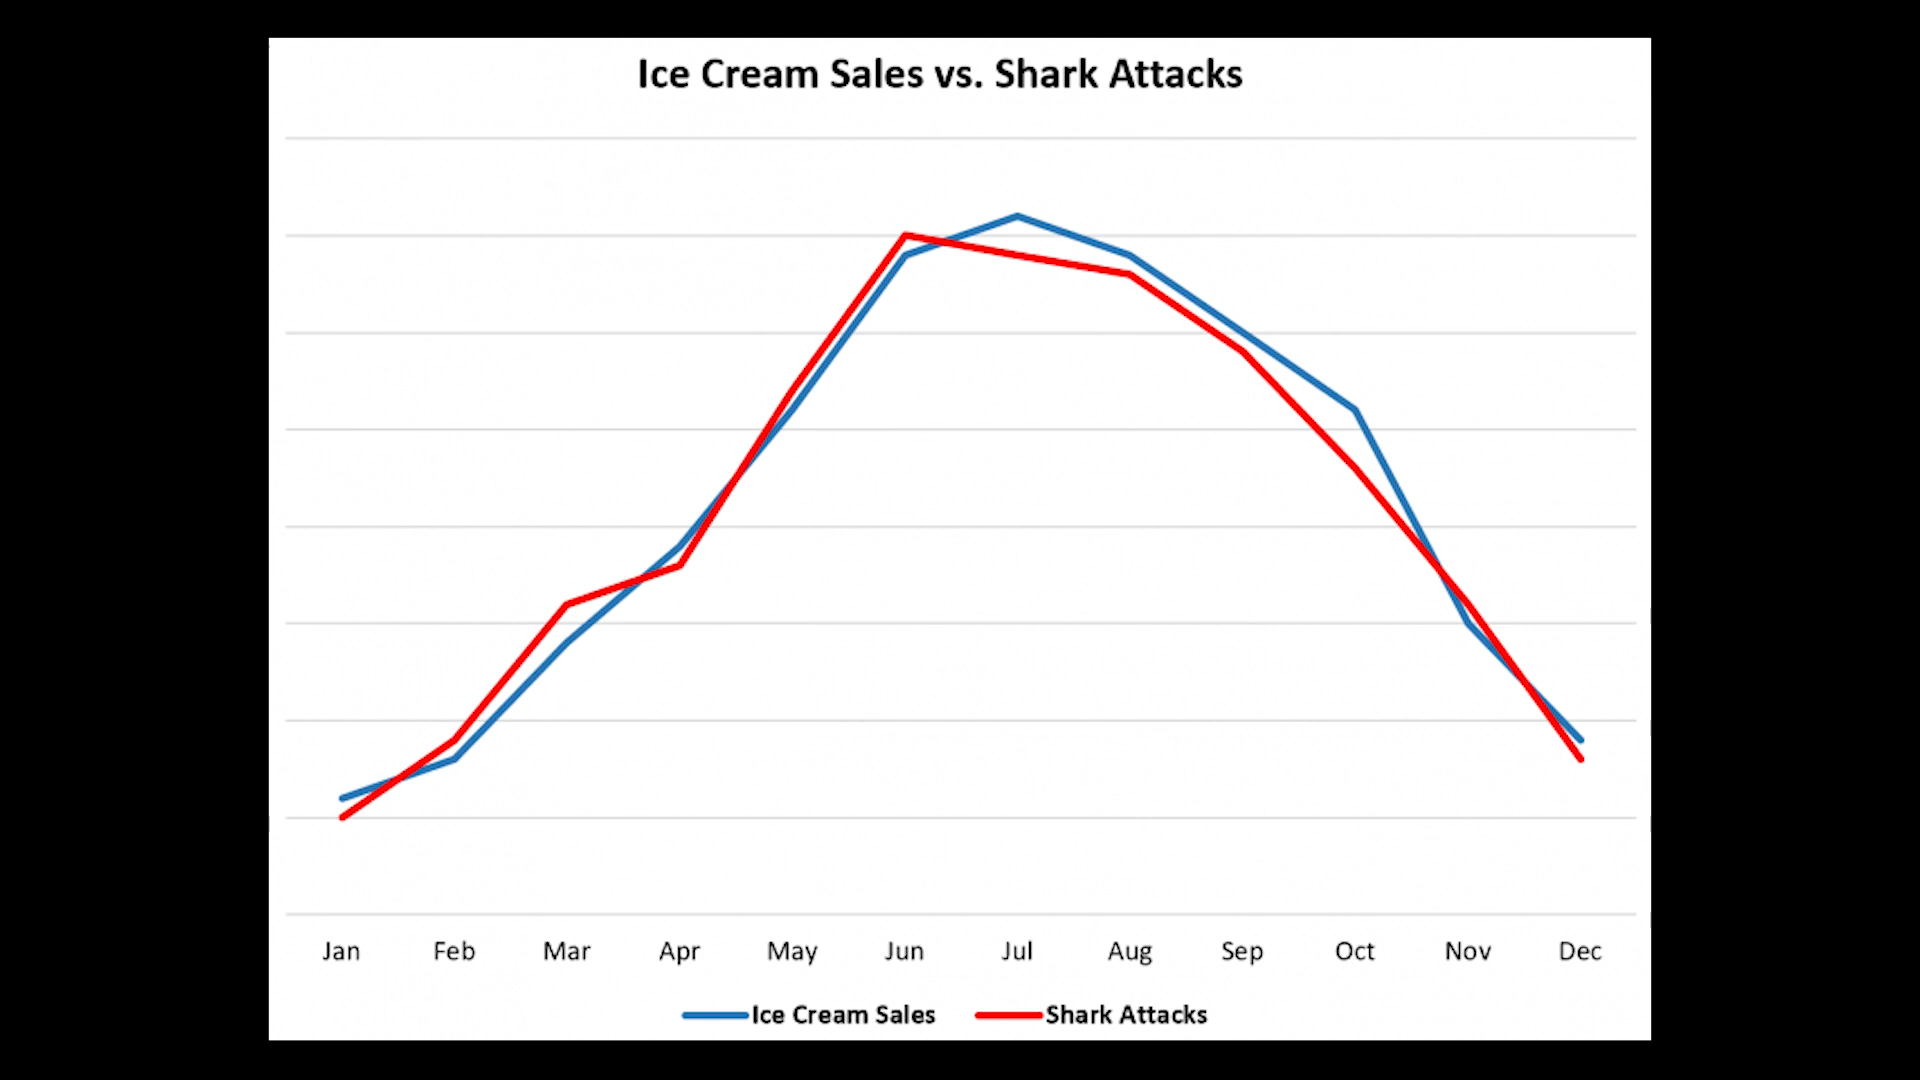 Ice Cream Sales vs. Shark Attacks
Jan Feb Mar Apr May Jun Jul Aug Sep Oct Nov Dec
Ice Cream Sales Shark Attacks